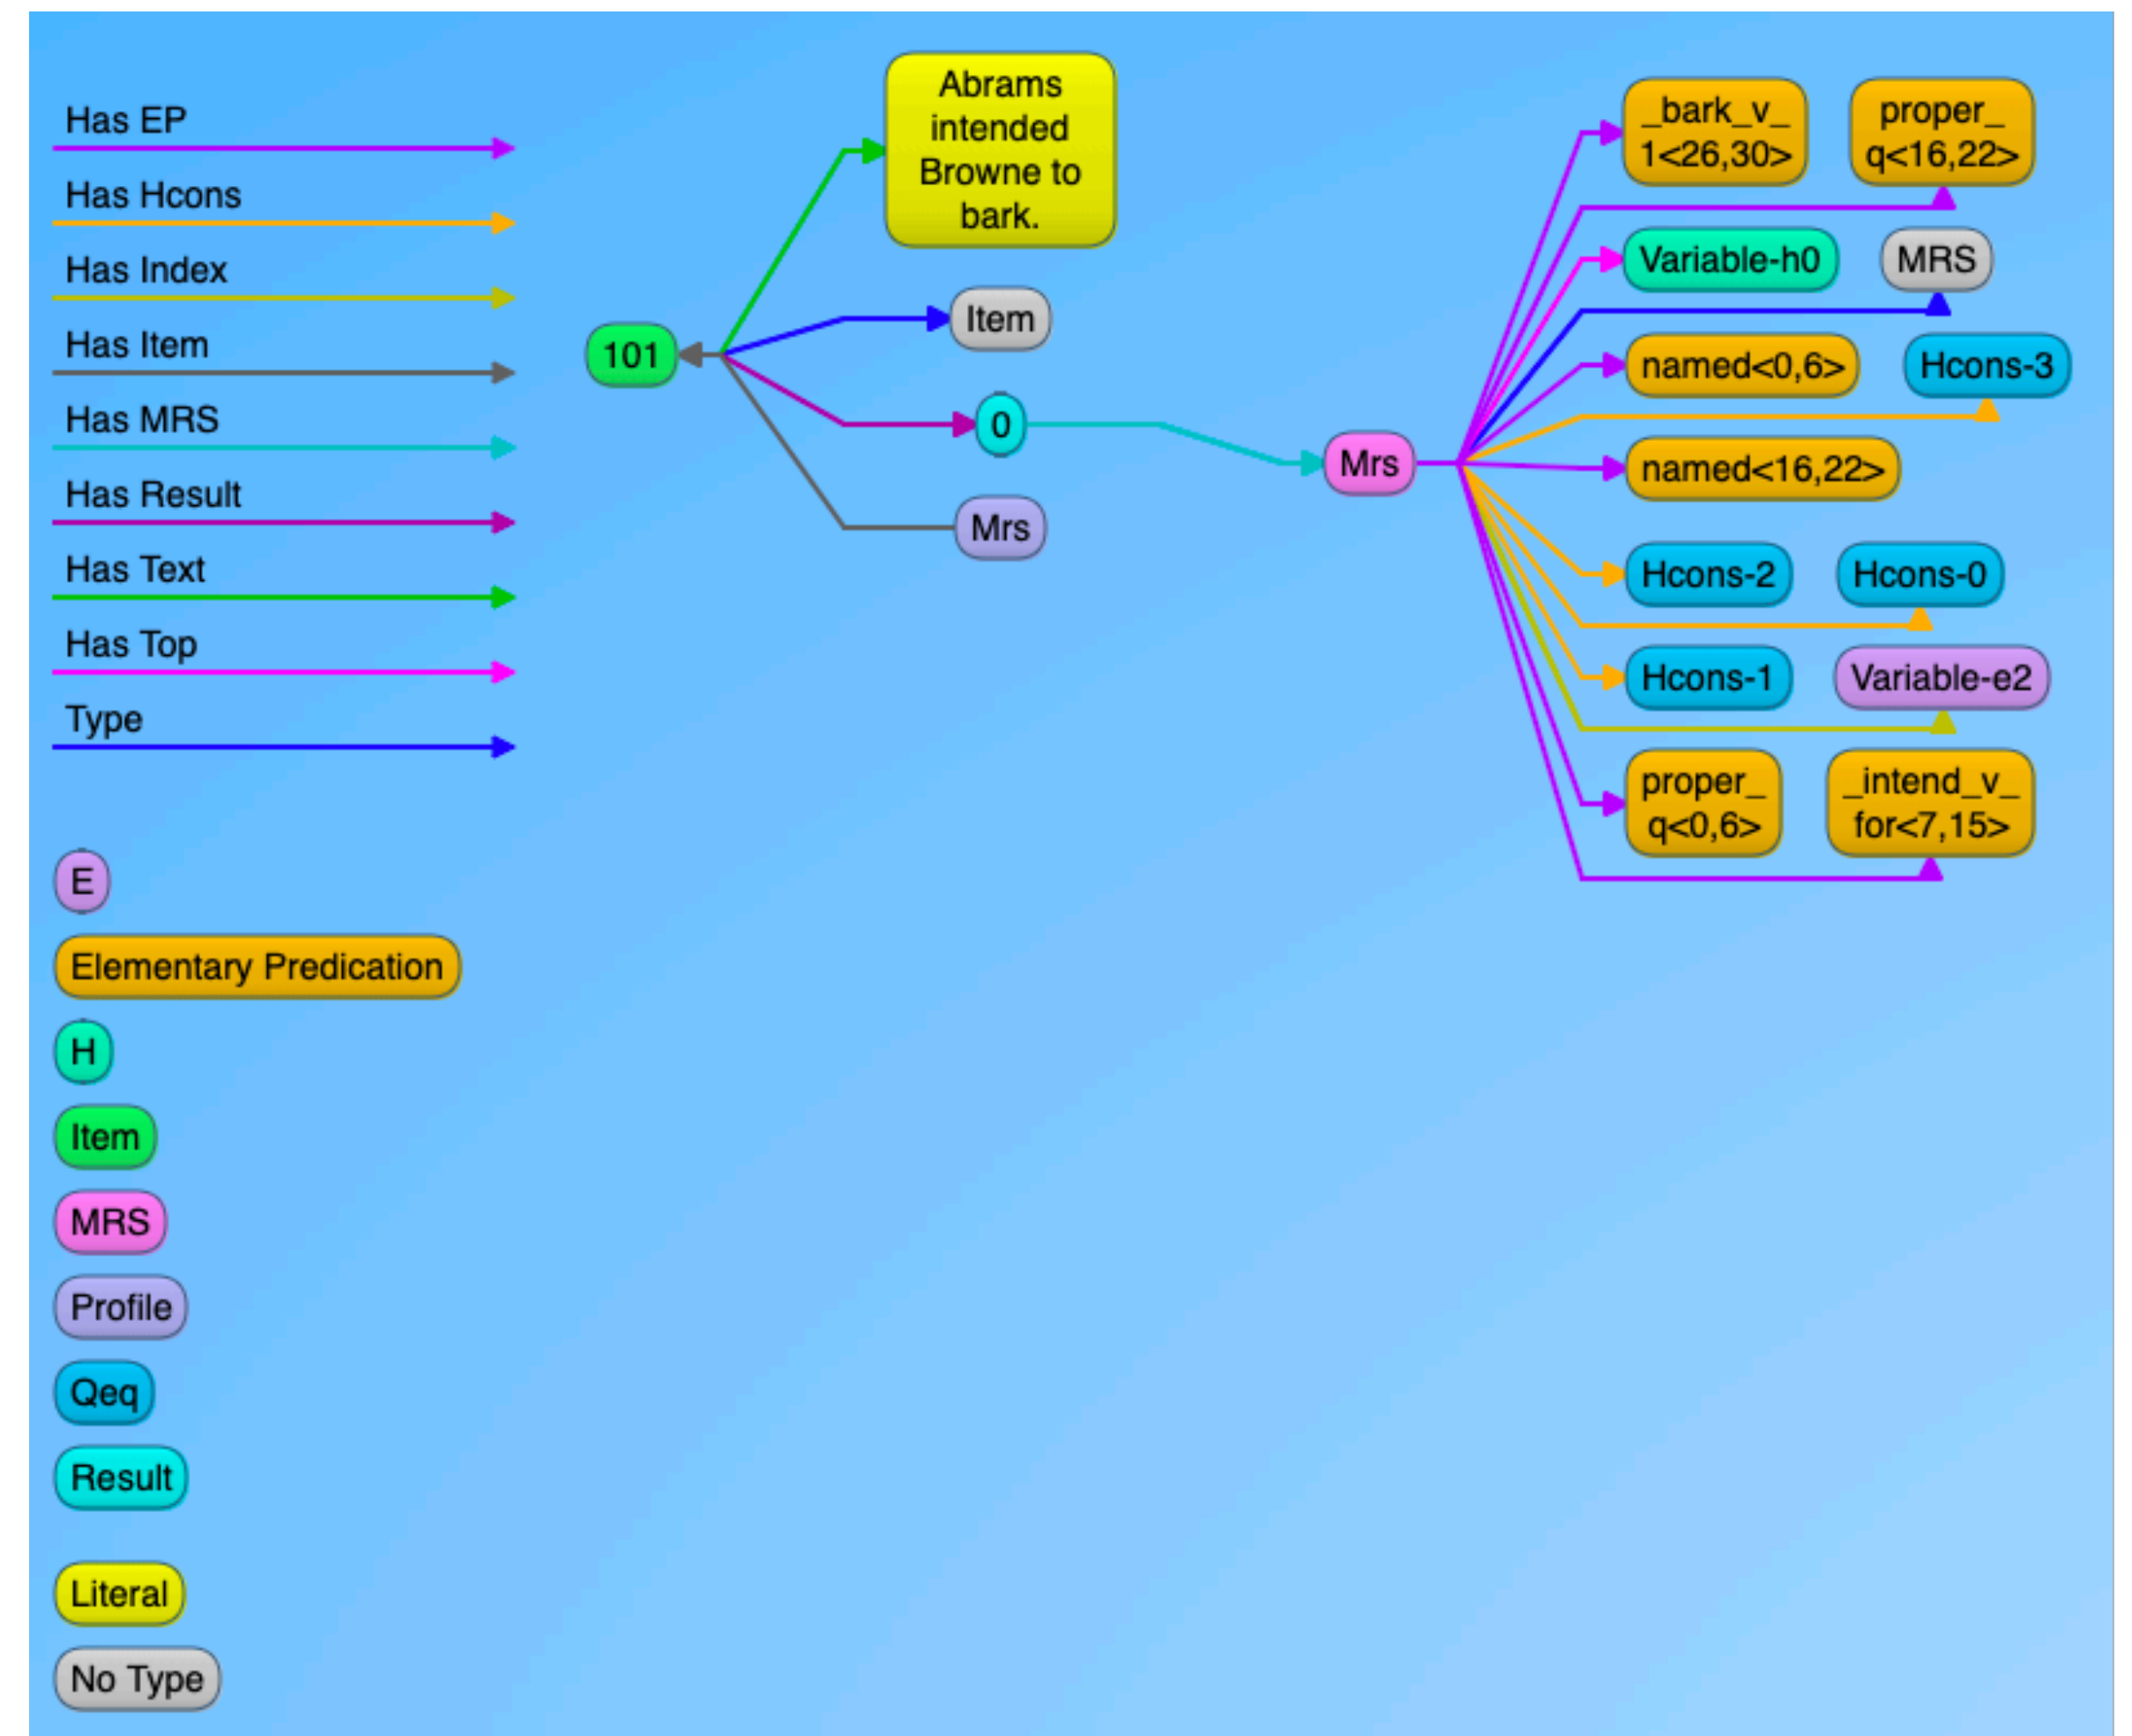 Has EP
Has Hcons
Has Index
Has Item
Has MRS
Has Result
Has Text
Has Top
Type
E
Elementary Predication
H
Item
MRS
Profile
Qeq
Result
Literal
No Type
101
Abrams
intended
Browne to
bark.
Item
0
Mrs
Mrs
_bark_v_
1<26,30>
proper_
q<16,22>
Variable-h0
MRS
named<0,6>
Hcons-3
named<16,22>
Hcons-2
Hcons-0
Hcons-1
Variable-e2
proper_
q<0,6>
_intend_v_
for<7,15>